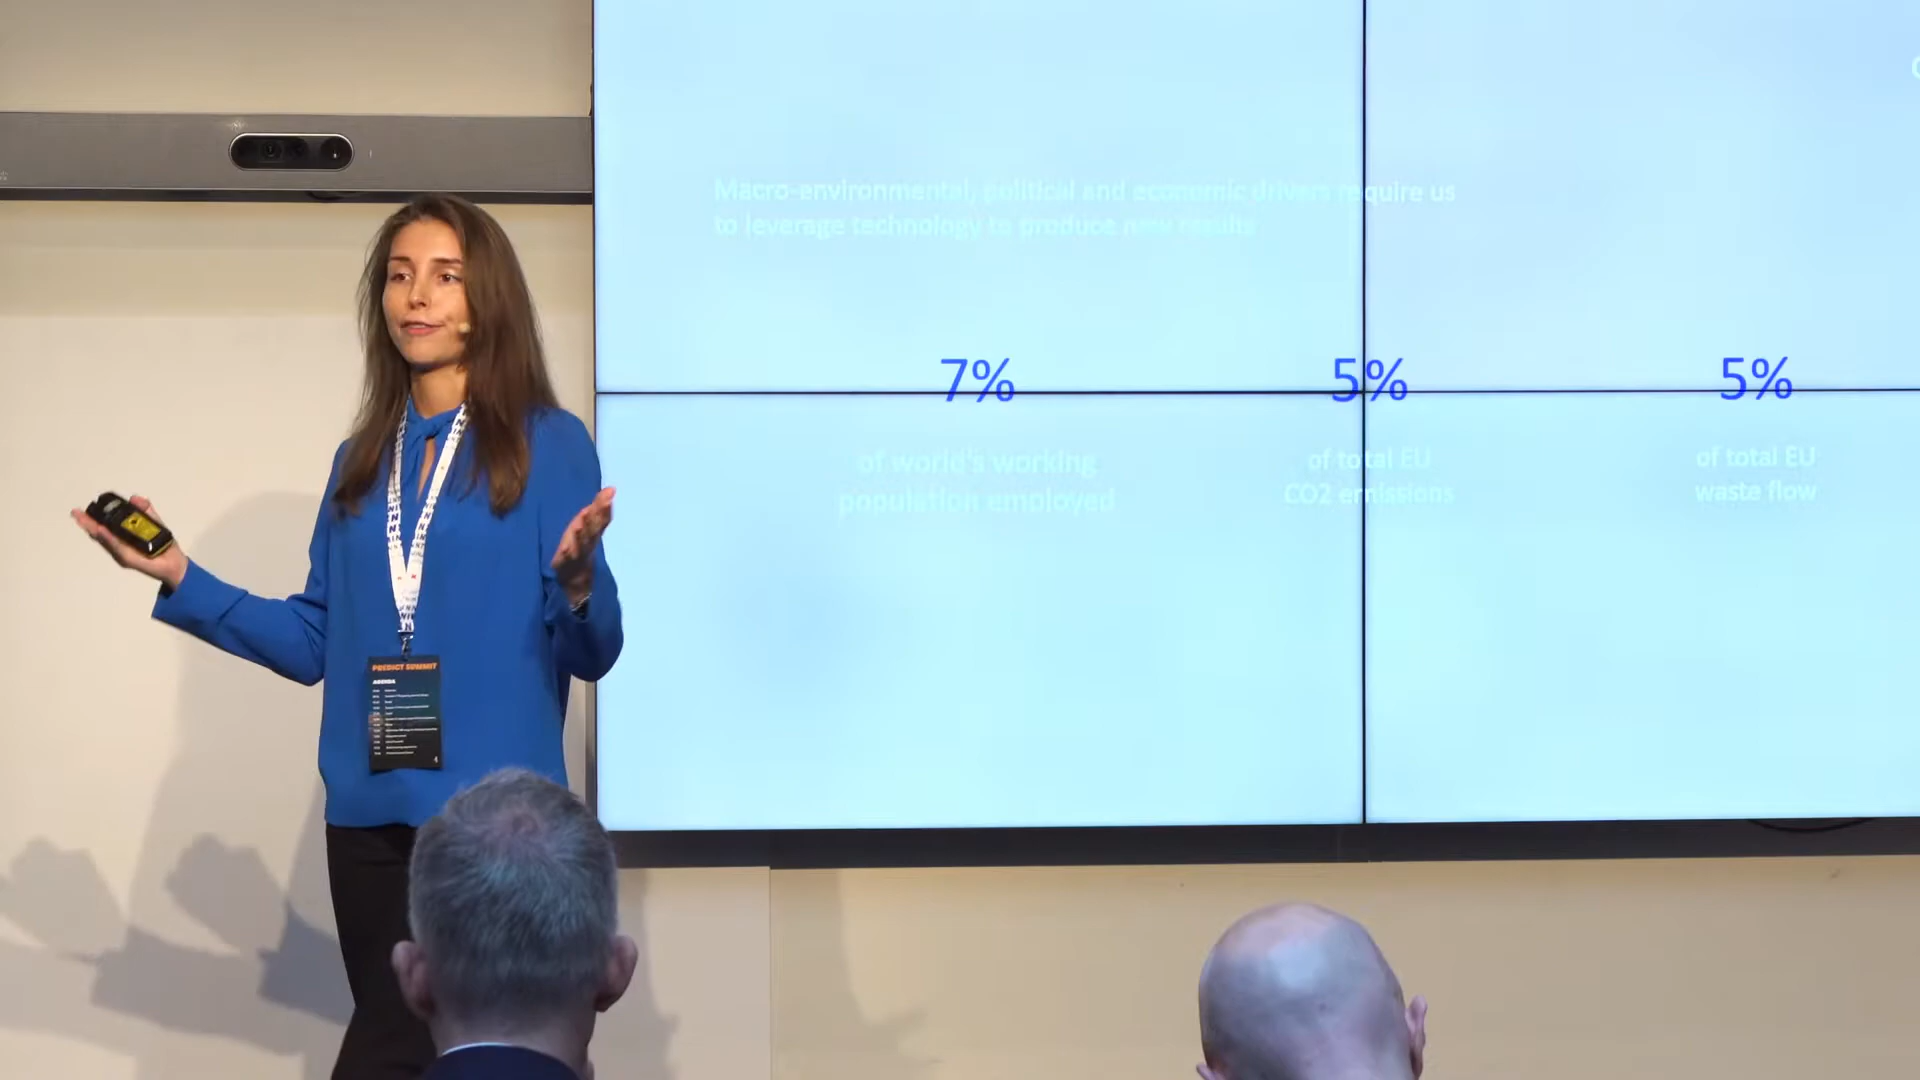 Macro-environmental, political and economic drivers require us
to leverage technology to produce new results
7%
5%
5%
of world's working
population employed
of total EU
CO2 emissions
of total EU
waste flow
PREDICT SUMMIT
AGENDA